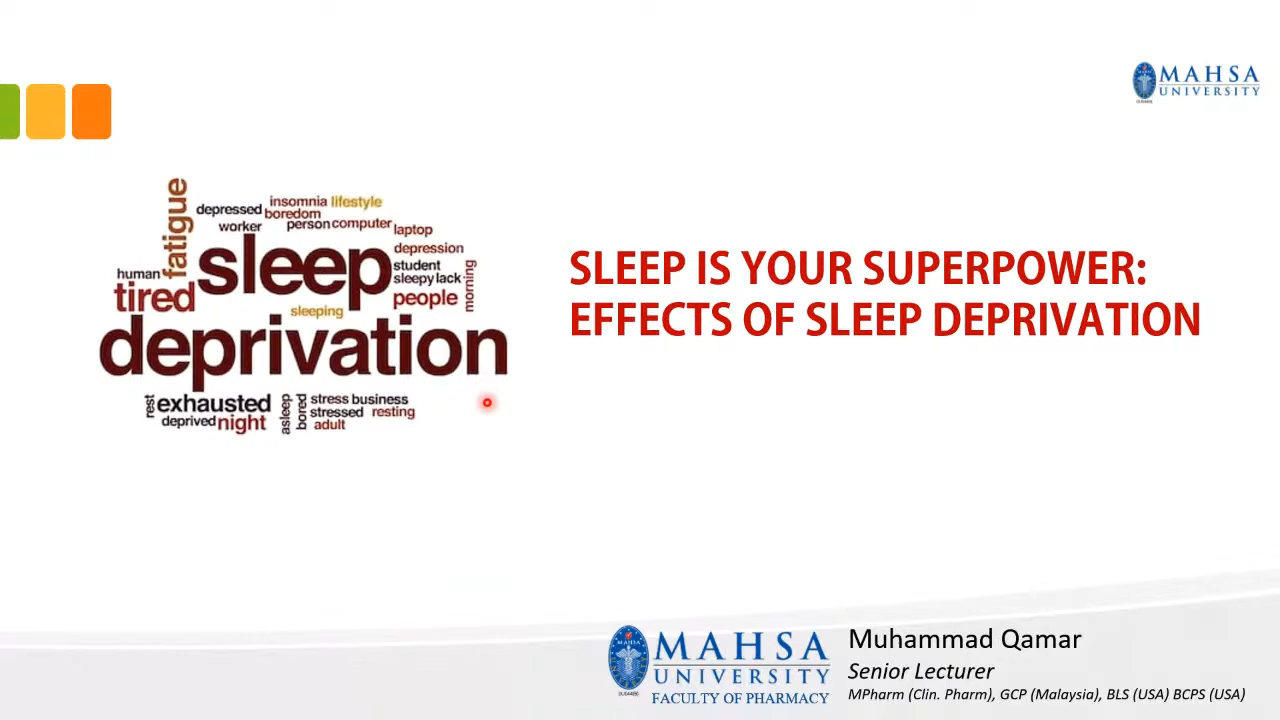 MAHSA
UNIVERSITY
fatigue
depressed
insomnia
lifestyle
boredom
worker
person
computer
laptop
sleep
depression
human
student
sleepy
lack
morning
tired
sleeping
people
deprivation
rest
exhausted
asleep
bored
stress
business
stressed
resting
deprived
night
adult
SLEEP IS YOUR SUPERPOWER:
EFFECTS OF SLEEP DEPRIVATION
MAHSA
UNIVERSITY
FACULTY OF PHARMACY
Muhammad Qamar
Senior Lecturer
MPharm (Clin. Pharm), GCP (Malaysia), BLS (USA) BCPS (USA)